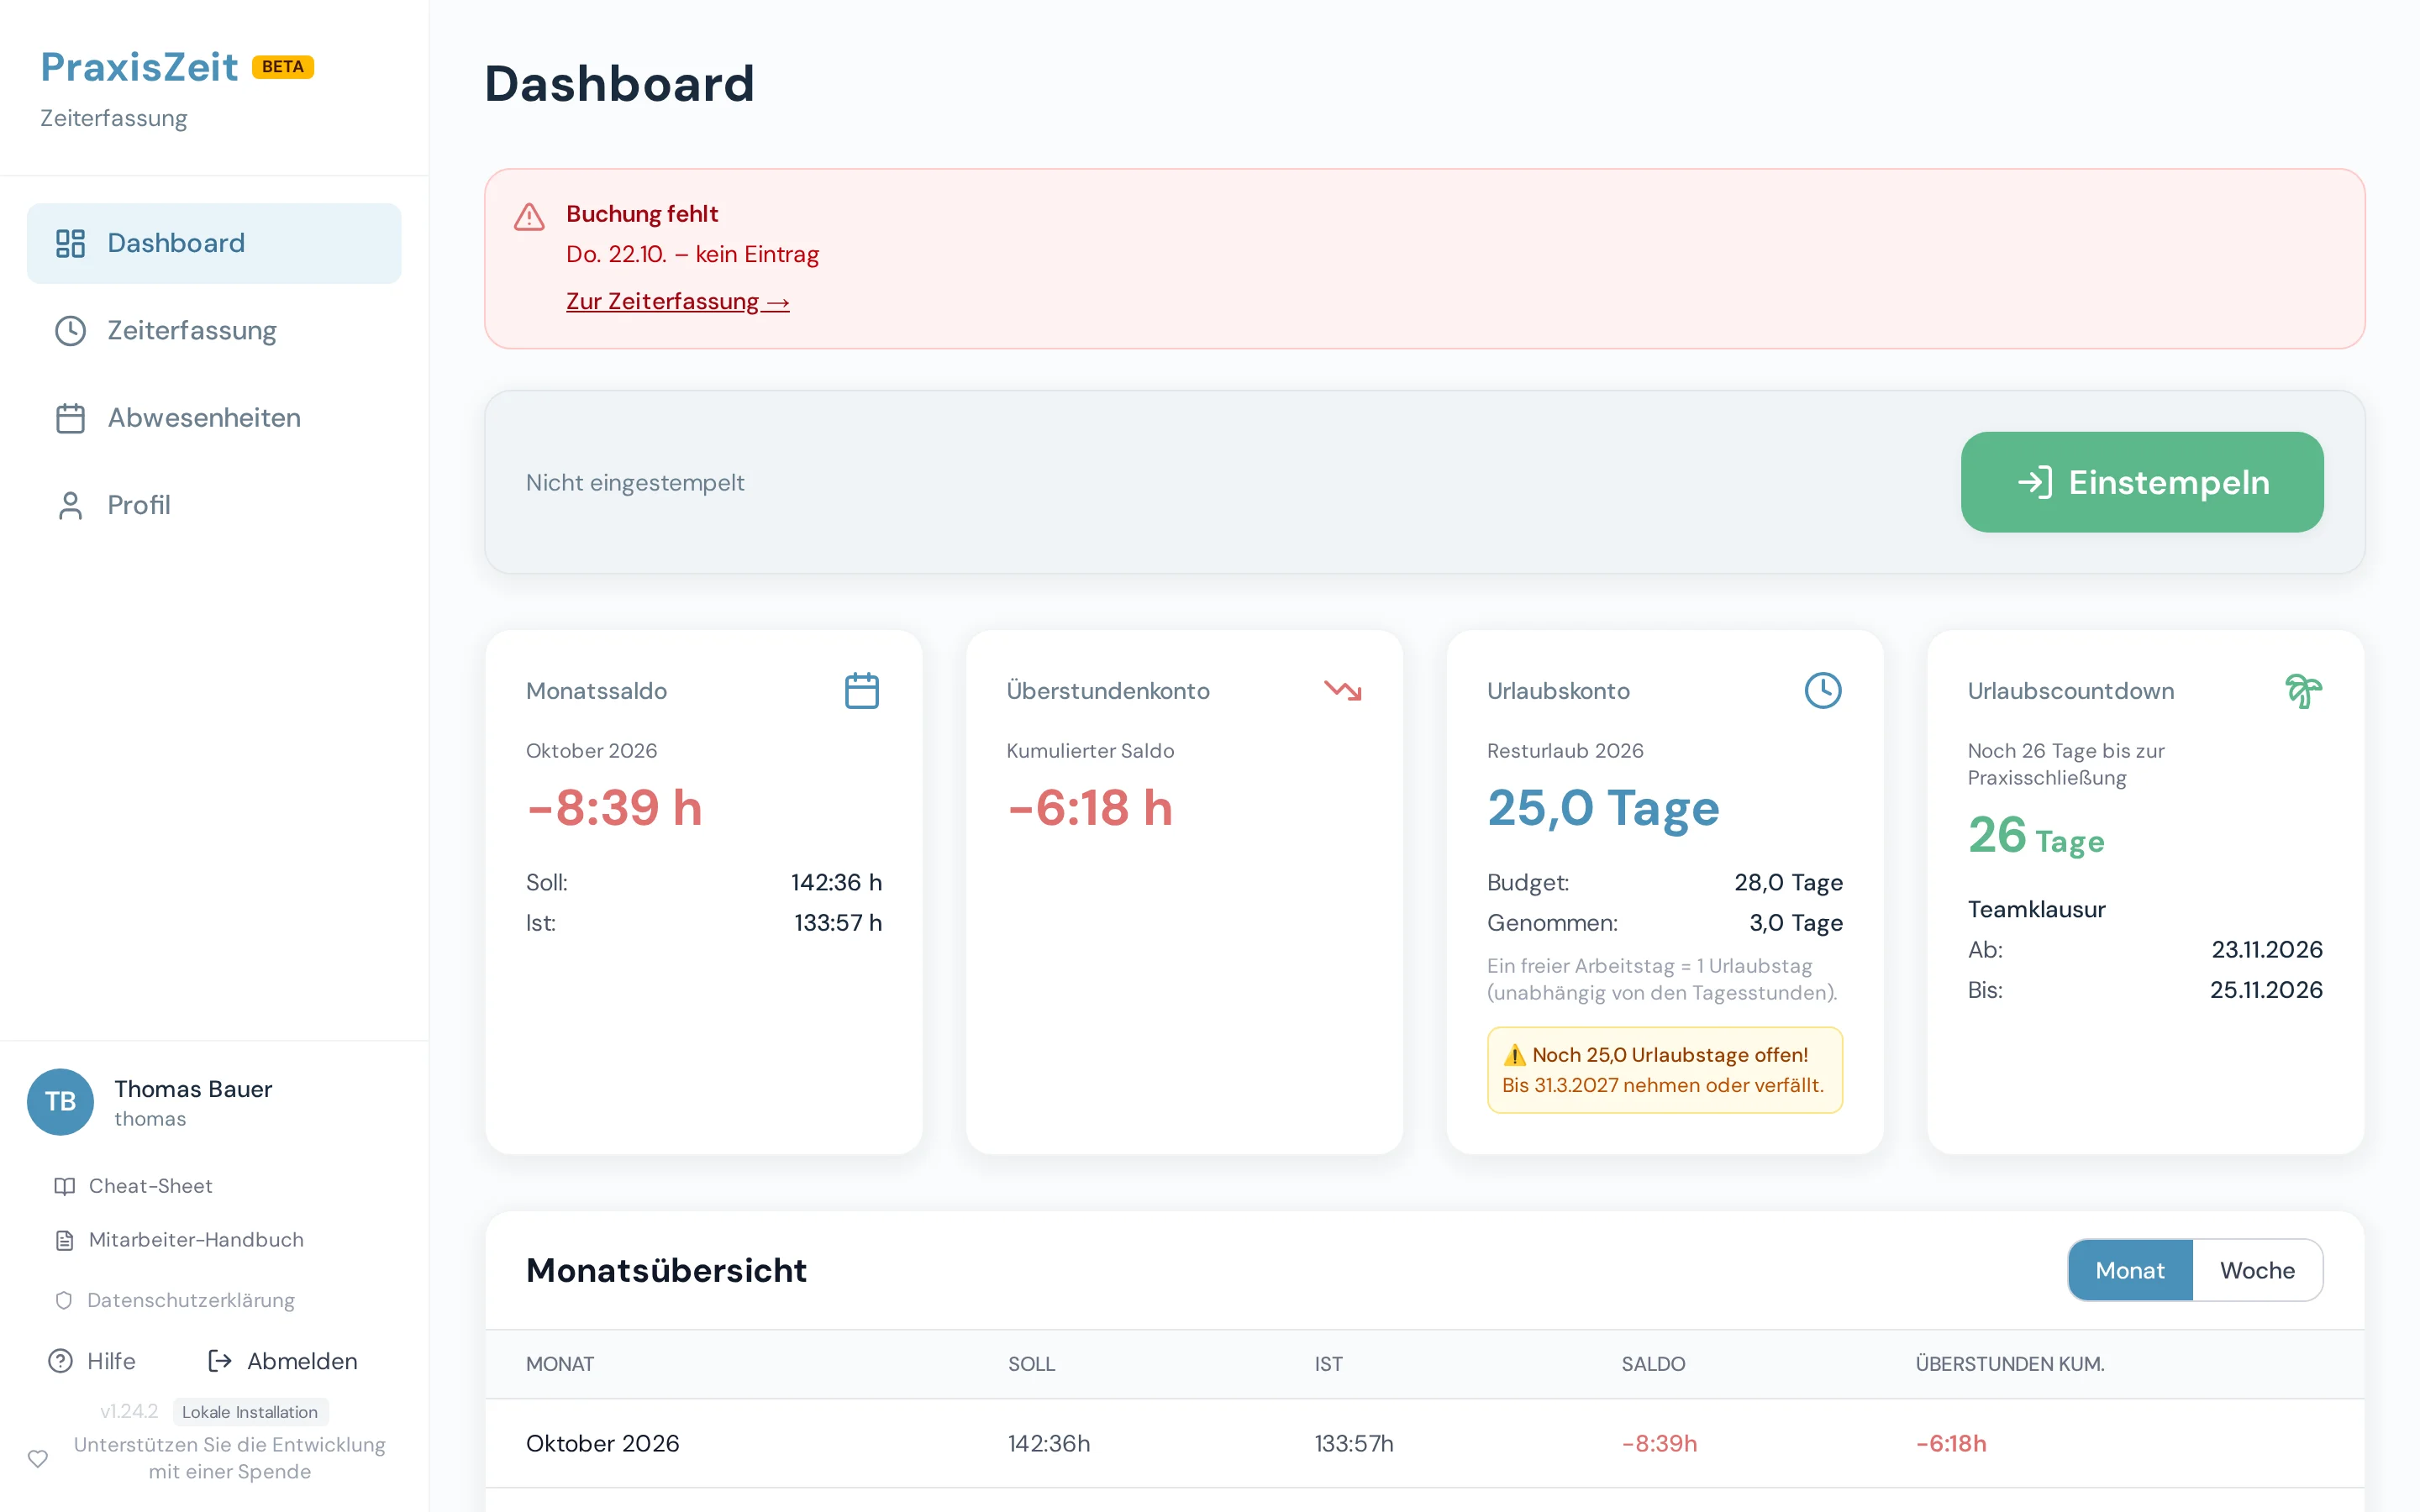 PraxisZeit BETA
Zeiterfassung
Dashboard
Zeiterfassung
Abwesenheiten
Profil
TB
Thomas Bauer
thomas
Cheat-Sheet
Mitarbeiter-Handbuch
Datenschutzerklärung
Hilfe
Abmelden
v1.24.2 Lokale Installation
Unterstützen Sie die Entwicklung
mit einer Spende
Dashboard
Buchung fehlt
Do. 22.10. – kein Eintrag
Zur Zeiterfassung →
Nicht eingestempelt
Einstempeln
Monatssaldo
Oktober 2026
-8:39 h
Soll: 142:36 h
Ist: 133:57 h
Überstundenkonto
Kumulierter Saldo
-6:18 h
Urlaubskonto
Resturlaub 2026
25,0 Tage
Budget: 28,0 Tage
Genommen: 3,0 Tage
Ein freier Arbeitstag = 1 Urlaubstag
(unabhängig von den Tagesstunden).
⚠️ Noch 25,0 Urlaubstage offen!
Bis 31.3.2027 nehmen oder verfällt.
Urlaubscountdown
Noch 26 Tage bis zur
Praxisschließung
26 Tage
Teamklausur
Ab: 23.11.2026
Bis: 25.11.2026
Monatsübersicht
Monat Woche
MONAT SOLL IST SALDO ÜBERSTUNDEN KUM.
Oktober 2026 142:36h 133:57h -8:39h -6:18h